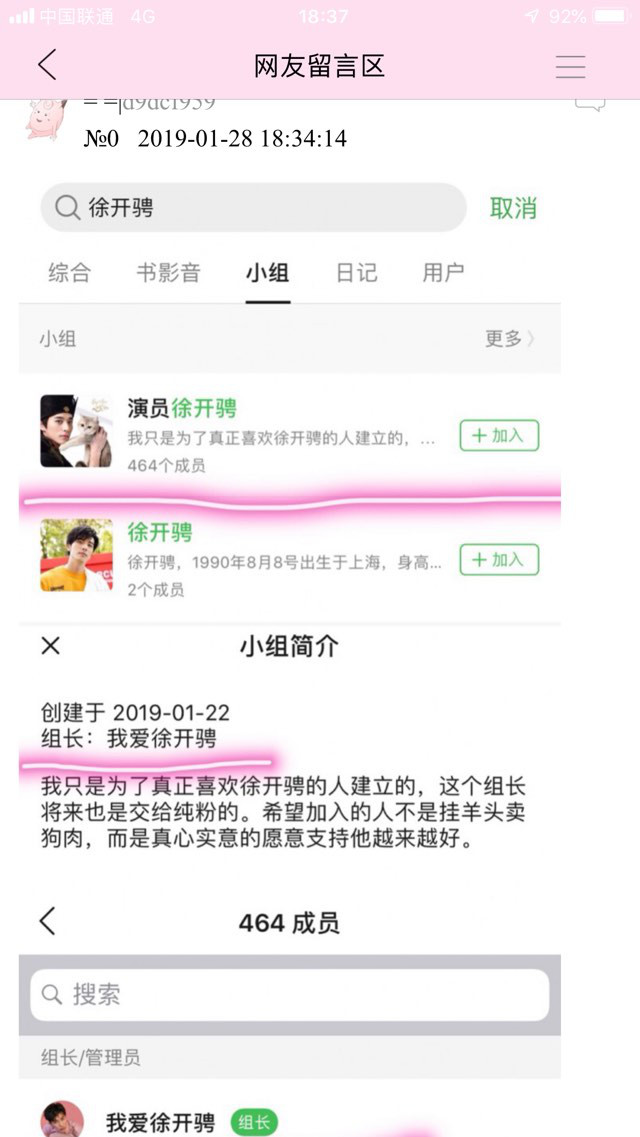 中国联通 4G 18:37 92%
网友留言区
= =|d9dc1959
№0 2019-01-28 18:34:14
徐开骋 取消
综合 书影音 小组 日记 用户
小组 更多
演员徐开骋
我只是为了真正喜欢徐开骋的人建立的，...
+ 加入
464个成员
徐开骋
徐开骋，1990年8月8号出生于上海，身高...
+ 加入
2个成员
小组简介
创建于 2019-01-22
组长：我爱徐开骋
我只是为了真正喜欢徐开骋的人建立的，这个组长
将来也是交给纯粉的。希望加入的人不是挂羊头卖
狗肉，而是真心实意的愿意支持他越来越好。
464 成员
搜索
组长/管理员
我爱徐开骋 组长